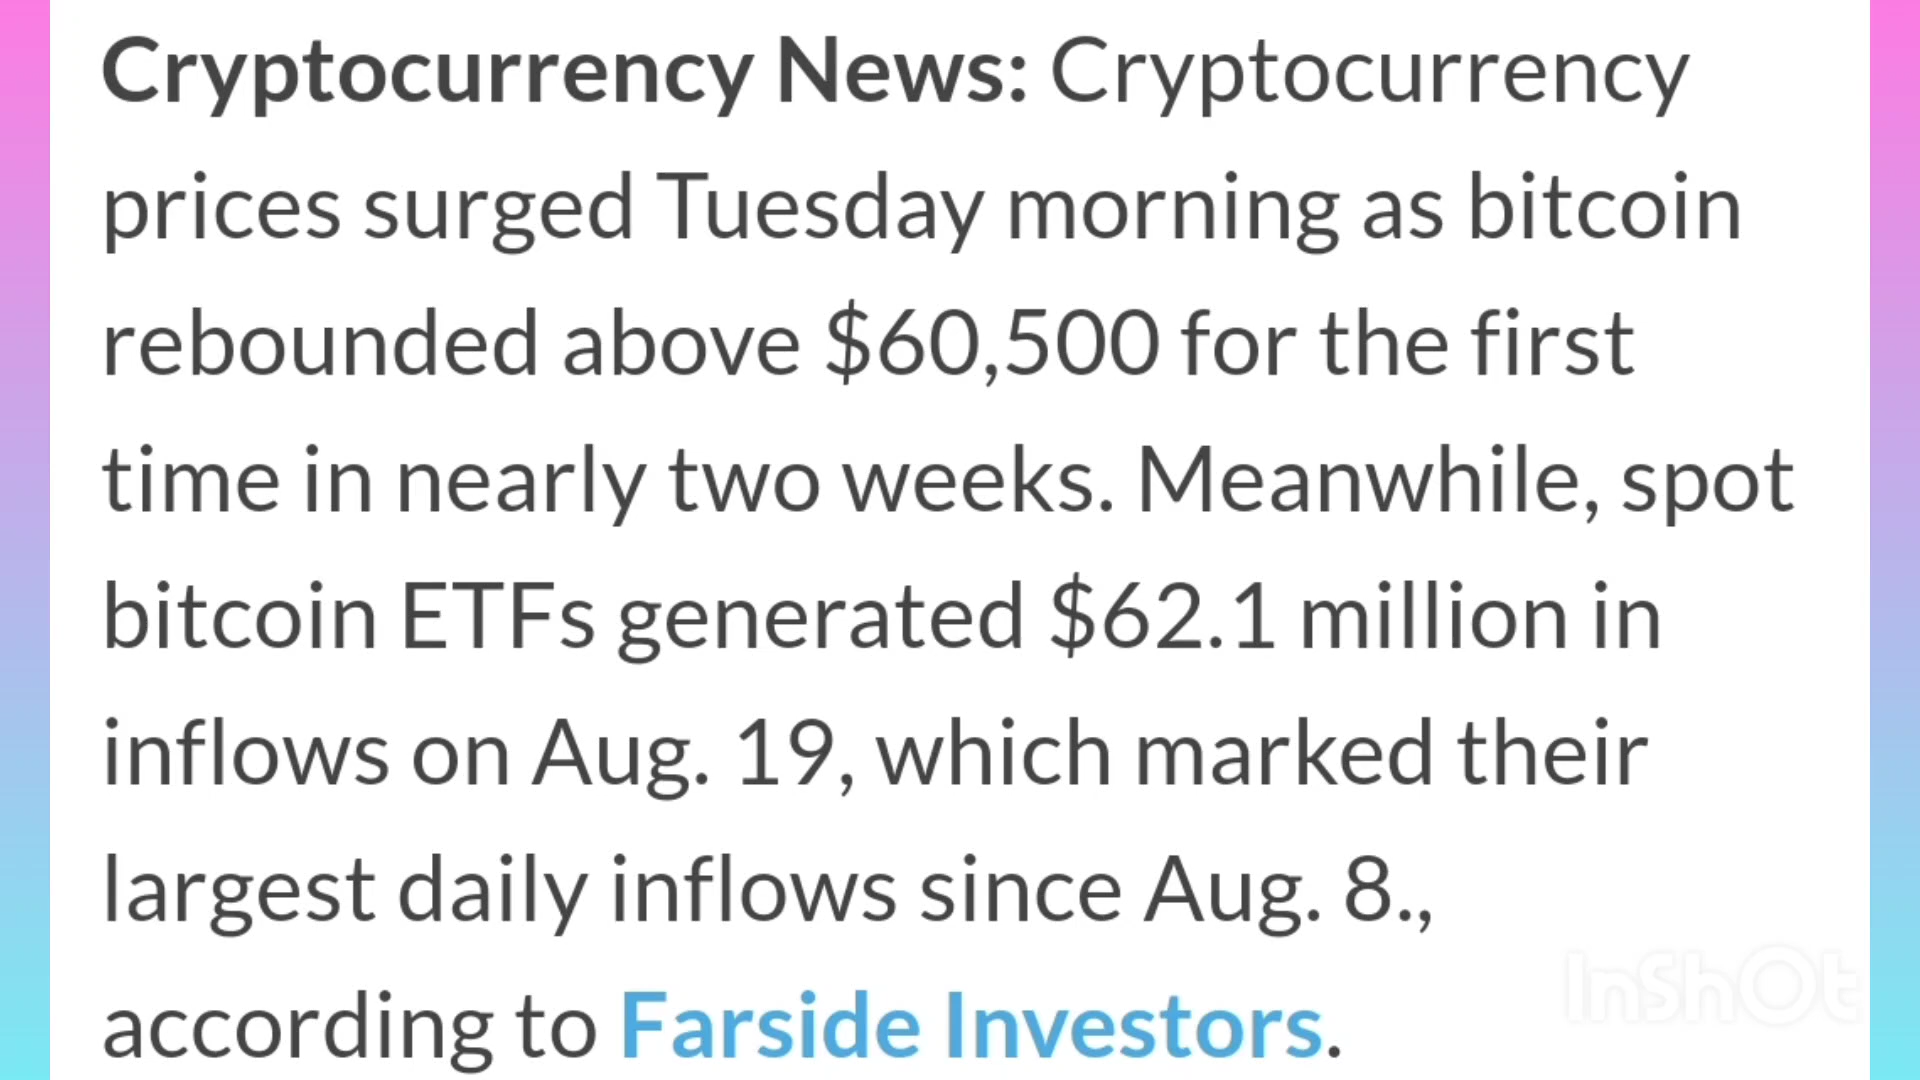 Cryptocurrency News: Cryptocurrency
prices surged Tuesday morning as bitcoin
rebounded above $60,500 for the first
time in nearly two weeks. Meanwhile, spot
bitcoin ETFs generated $62.1 million in
inflows on Aug. 19, which marked their
largest daily inflows since Aug. 8.,
according to Farside Investors.
InShOt